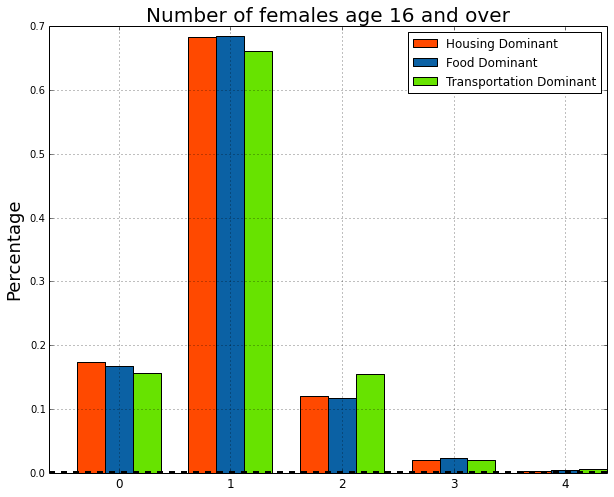 Number of females age 16 and over
Housing Dominant
Food Dominant
Transportation Dominant
Percentage
0.7
0.6
0.5
0.4
0.3
0.2
0.1
0.0
0 1 2 3 4